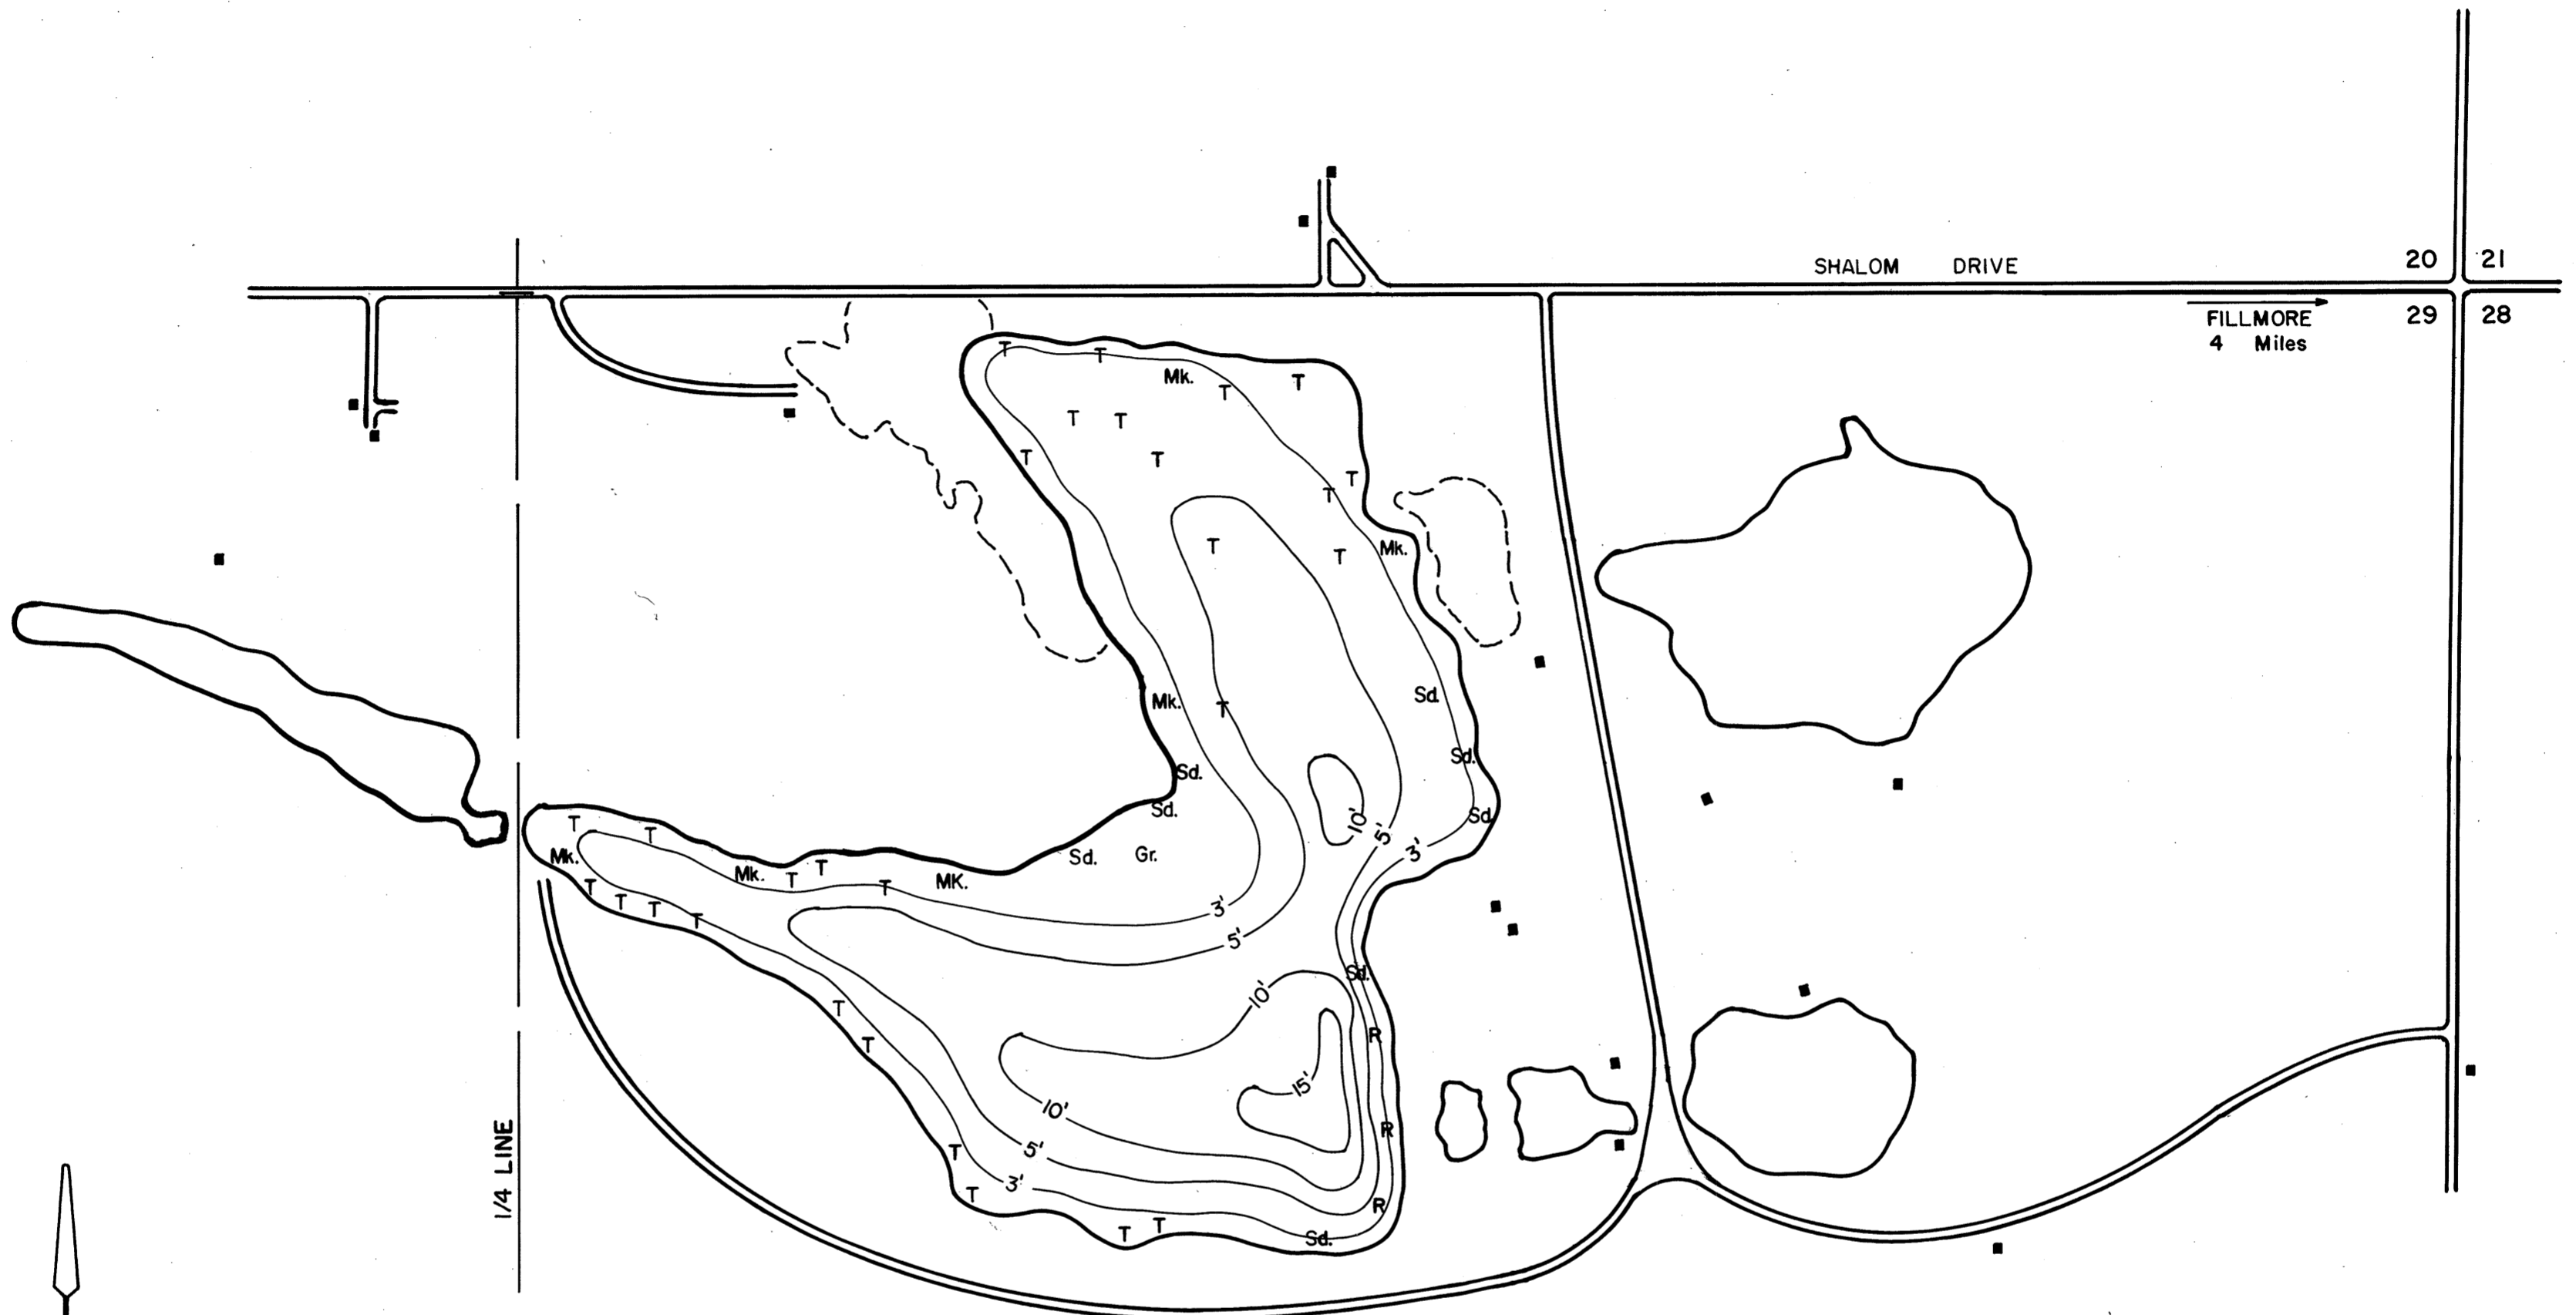 20 21
SHALOM DRIVE
29 28
FILLMORE
4 Miles
T
T
Mk.
T
T
T
T
T
T
T
T
Mk.
T
T
Sd
Mk.
T
Sd.
Sd.
Sd.
Sd
10'
5'
3'
T
T
Mk.
Sd.
Gr.
Mk.
T
T
T
MK.
T
T
T
T
3'
5'
Sd.
10'
T
R
T
15'
10'
R
5'
T
3'
T
R
T
T
Sd.
1/4 LINE